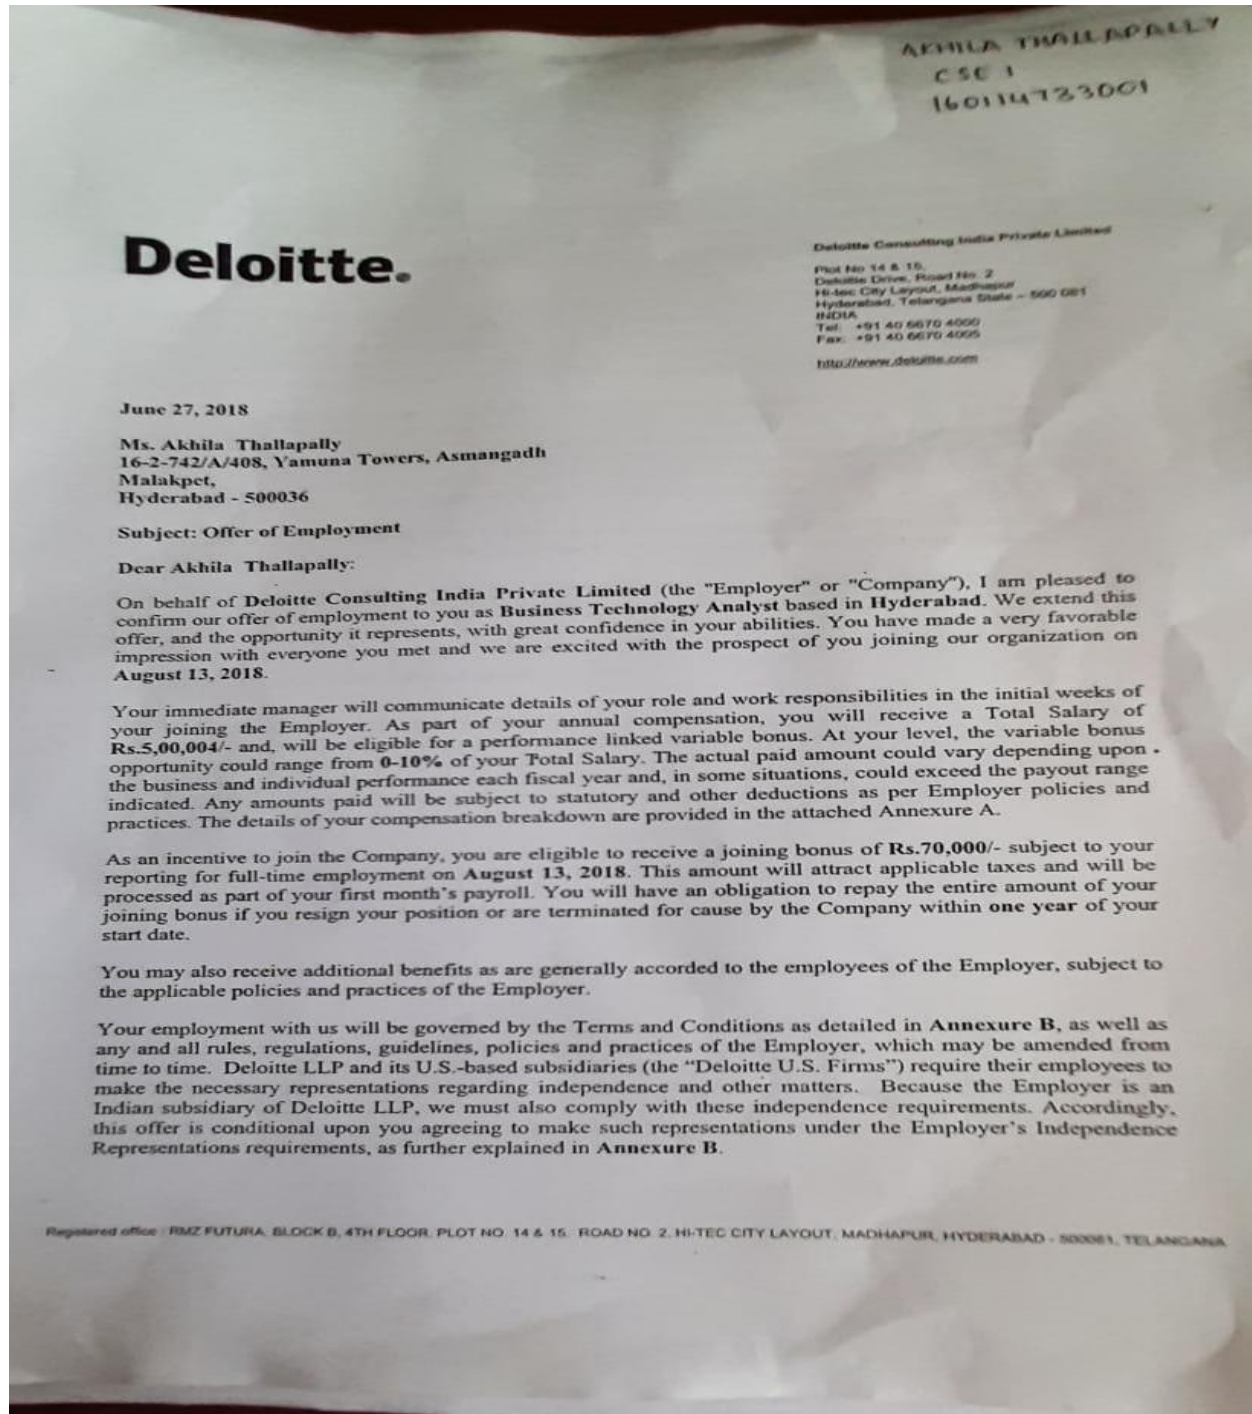 AKHILA THALLAPALLY
CSE 1
160114733001
Deloitte.
Deloitte Consulting India Private Limited
Plot No 14 & 15,
Deloitte Drive, Road No. 2
Hi-tec City Layout, Madhapur
Hyderabad, Telangana State – 500 081
INDIA
Tel: +91 40 6670 4000
Fax: +91 40 6670 4005
http://www.deloitte.com
June 27, 2018
Ms. Akhila Thallapally
16-2-742/A/408, Yamuna Towers, Asmangadh
Malakpet,
Hyderabad - 500036
Subject: Offer of Employment
Dear Akhila Thallapally:
On behalf of Deloitte Consulting India Private Limited (the "Employer" or "Company"), I am pleased to
confirm our offer of employment to you as Business Technology Analyst based in Hyderabad. We extend this
offer, and the opportunity it represents, with great confidence in your abilities. You have made a very favorable
impression with everyone you met and we are excited with the prospect of you joining our organization on
August 13, 2018.
Your immediate manager will communicate details of your role and work responsibilities in the initial weeks of
your joining the Employer. As part of your annual compensation, you will receive a Total Salary of
Rs.5,00,004/- and, will be eligible for a performance linked variable bonus. At your level, the variable bonus
opportunity could range from 0-10% of your Total Salary. The actual paid amount could vary depending upon
the business and individual performance each fiscal year and, in some situations, could exceed the payout range
indicated. Any amounts paid will be subject to statutory and other deductions as per Employer policies and
practices. The details of your compensation breakdown are provided in the attached Annexure A.
As an incentive to join the Company, you are eligible to receive a joining bonus of Rs.70,000/- subject to your
reporting for full-time employment on August 13, 2018. This amount will attract applicable taxes and will be
processed as part of your first month's payroll. You will have an obligation to repay the entire amount of your
joining bonus if you resign your position or are terminated for cause by the Company within one year of your
start date.
You may also receive additional benefits as are generally accorded to the employees of the Employer, subject to
the applicable policies and practices of the Employer.
Your employment with us will be governed by the Terms and Conditions as detailed in Annexure B, as well as
any and all rules, regulations, guidelines, policies and practices of the Employer, which may be amended from
time to time. Deloitte LLP and its U.S.-based subsidiaries (the “Deloitte U.S. Firms”) require their employees to
make the necessary representations regarding independence and other matters. Because the Employer is an
Indian subsidiary of Deloitte LLP, we must also comply with these independence requirements. Accordingly,
this offer is conditional upon you agreeing to make such representations under the Employer's Independence
Representations requirements, as further explained in Annexure B.
Registered office : RMZ FUTURA, BLOCK B, 4TH FLOOR, PLOT NO. 14 & 15, ROAD NO. 2, HI-TEC CITY LAYOUT, MADHAPUR, HYDERABAD - 500081, TELANGANA